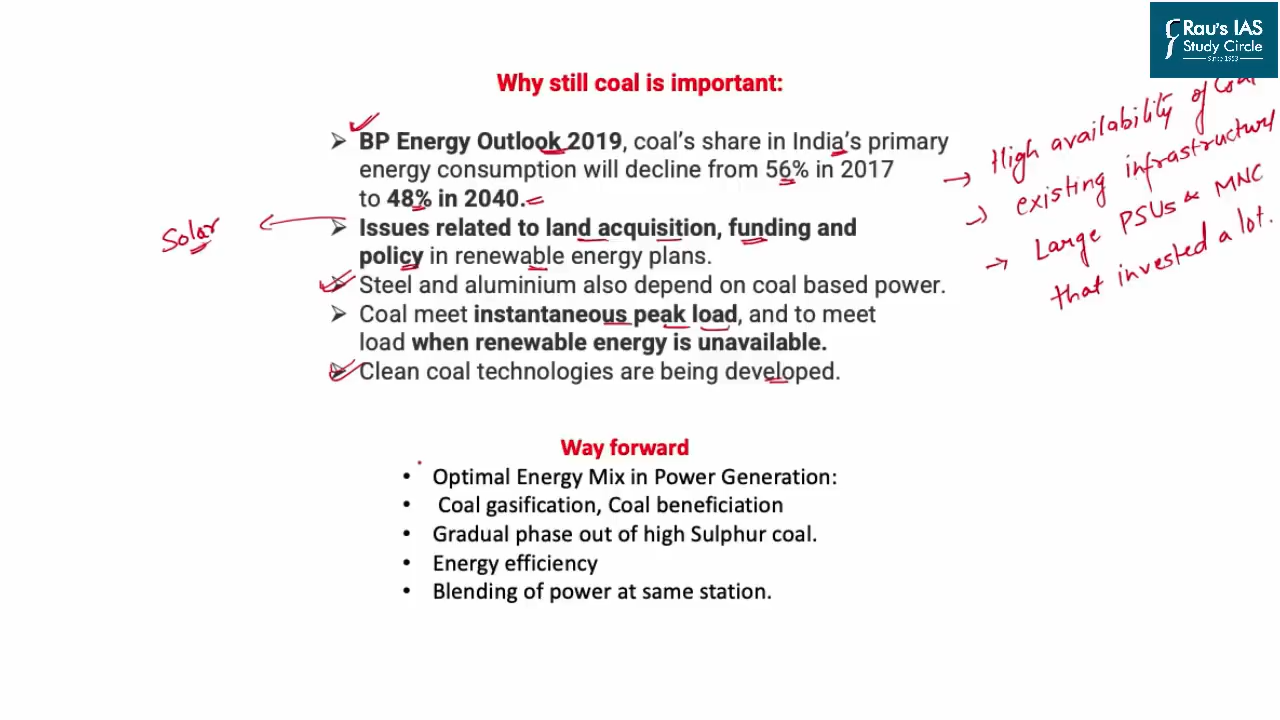 Rau's IAS
Study Circle
Since 1953
Why still coal is important:
BP Energy Outlook 2019, coal's share in India's primary
energy consumption will decline from 56% in 2017
to 48% in 2040.
Issues related to land acquisition, funding and
policy in renewable energy plans.
Steel and aluminium also depend on coal based power.
Coal meet instantaneous peak load, and to meet
load when renewable energy is unavailable.
Clean coal technologies are being developed.
Solar
→ High availability of Coal
→ existing infrastructure
→ Large PSUs & MNC
that invested a lot.
Way forward
• Optimal Energy Mix in Power Generation:
• Coal gasification, Coal beneficiation
• Gradual phase out of high Sulphur coal.
• Energy efficiency
• Blending of power at same station.